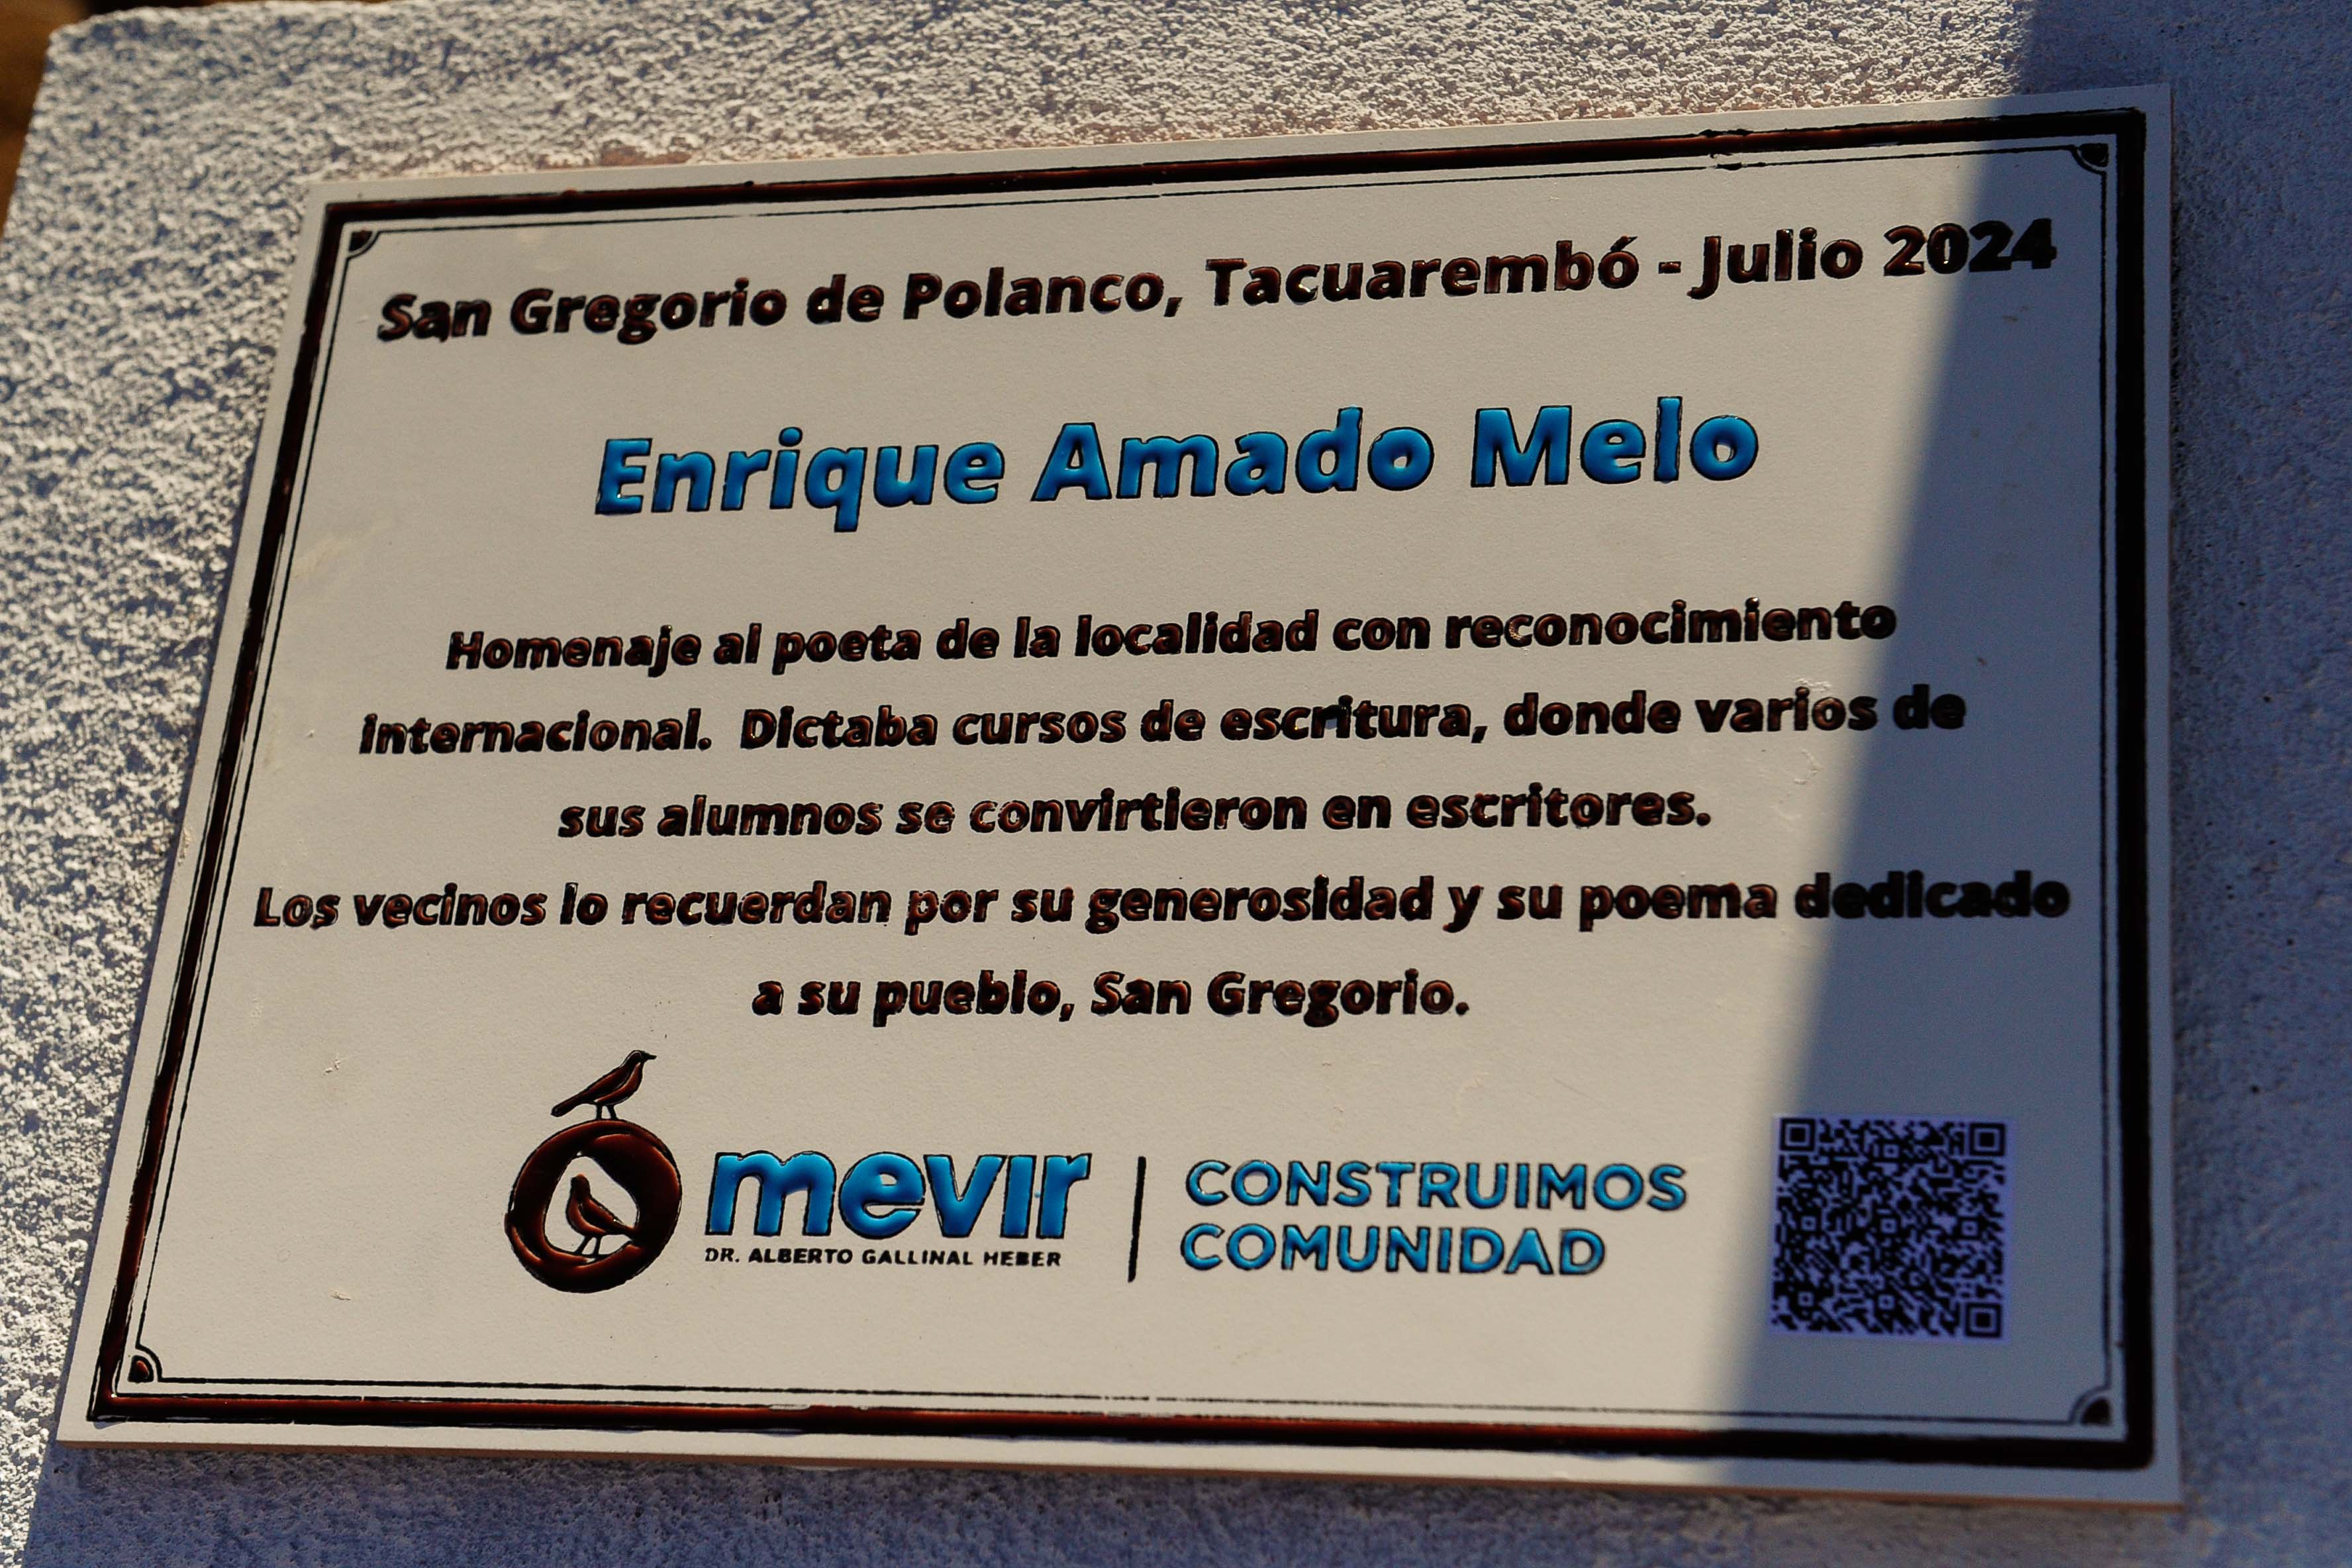 San Gregorio de Polanco, Tacuarembó - Julio 2024
Enrique Amado Melo
Homenaje al poeta de la localidad con reconocimiento
internacional. Dictaba cursos de escritura, donde varios de
sus alumnos se convirtieron en escritores.
Los vecinos lo recuerdan por su generosidad y su poema dedicado
a su pueblo, San Gregorio.
mevir
DR. ALBERTO GALLINAL HEBER
CONSTRUIMOS
COMUNIDAD